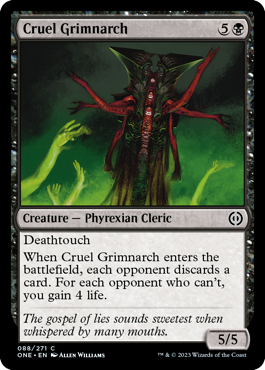 Cruel Grimnarch 5
Creature — Phyrexian Cleric
Deathtouch
When Cruel Grimnarch enters the
battlefield, each opponent discards a
card. For each opponent who can't,
you gain 4 life.
The gospel of lies sounds sweetest when
whispered by many mouths.
5/5
088/271 C
ONE • EN Allen Williams
™ & © 2023 Wizards of the Coast